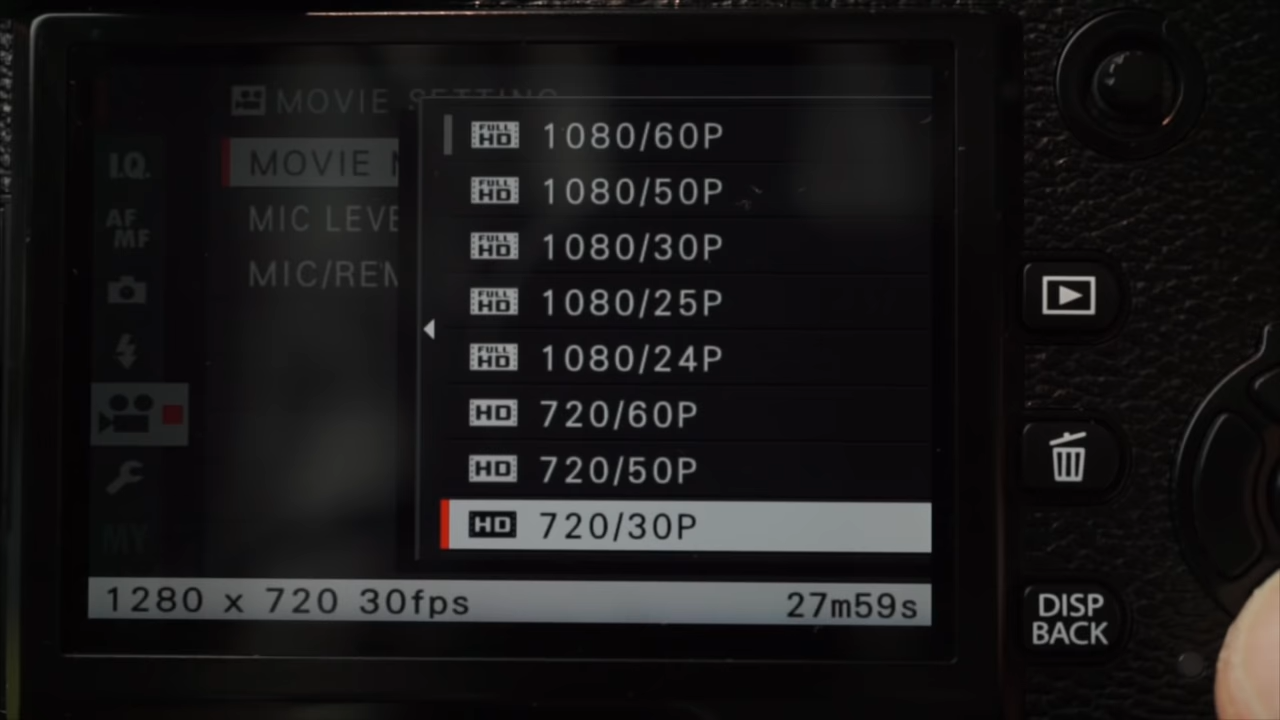 MOVIE SETTING
MOVIE M
MIC LEVE
MIC/REM
I.Q.
AF
MF
MY
FULL HD 1080/60P
FULL HD 1080/50P
FULL HD 1080/30P
FULL HD 1080/25P
FULL HD 1080/24P
HD 720/60P
HD 720/50P
HD 720/30P
1280 x 720 30fps 27m59s
DISP
BACK